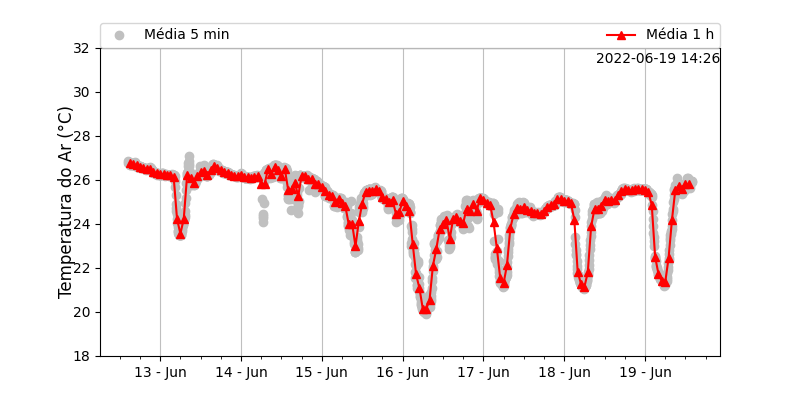 Média 5 min
Média 1 h
2022-06-19 14:26
Temperatura do Ar (°C)
32
30
28
26
24
22
20
18
13 - Jun
14 - Jun
15 - Jun
16 - Jun
17 - Jun
18 - Jun
19 - Jun